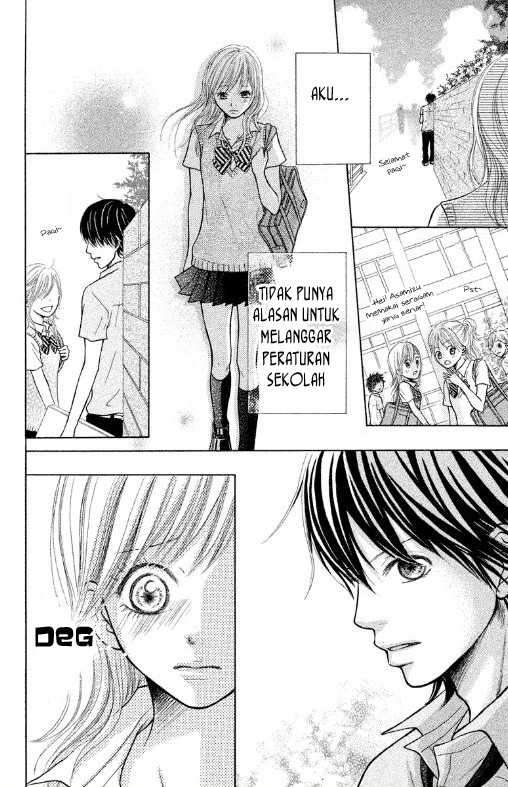 Selamat
pagi~
AKU...
Pagi~
TIDAK PUNYA
ALASAN UNTUK
MELANGGAR
PERATURAN
SEKOLAH
Hei! Asamizu
memakai seragam
yang benar!
Pst..
DEG